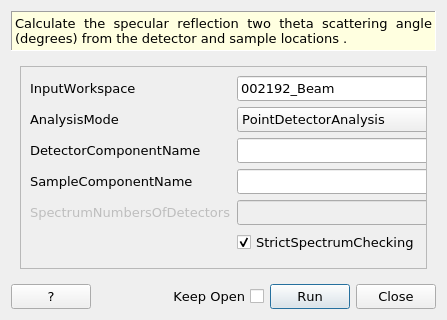 Calculate the specular reflection two theta scattering angle
(degrees) from the detector and sample locations .
InputWorkspace 002192_Beam
AnalysisMode PointDetectorAnalysis
DetectorComponentName
SampleComponentName
SpectrumNumbersOfDetectors
StrictSpectrumChecking
? Keep Open Run Close